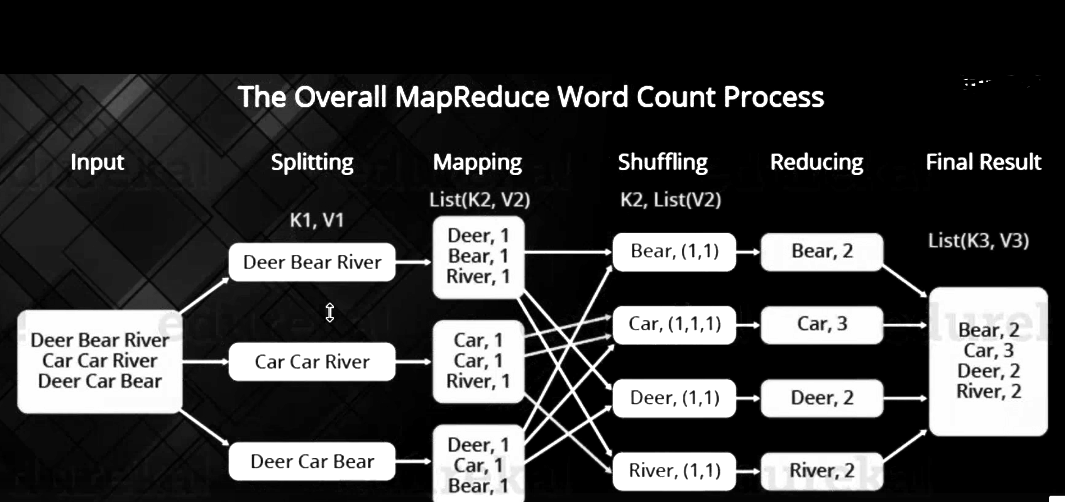 The Overall MapReduce Word Count Process
Input
Splitting
Mapping
Shuffling
Reducing
Final Result
K1, V1
List(K2, V2)
K2, List(V2)
List(K3, V3)
Deer Bear River
Car Car River
Deer Car Bear
Deer Bear River
Car Car River
Deer Car Bear
Deer, 1
Bear, 1
River, 1
Car, 1
Car, 1
River, 1
Deer, 1
Car, 1
Bear, 1
Bear, (1,1)
Car, (1,1,1)
Deer, (1,1)
River, (1,1)
Bear, 2
Car, 3
Deer, 2
River, 2
Bear, 2
Car, 3
Deer, 2
River, 2